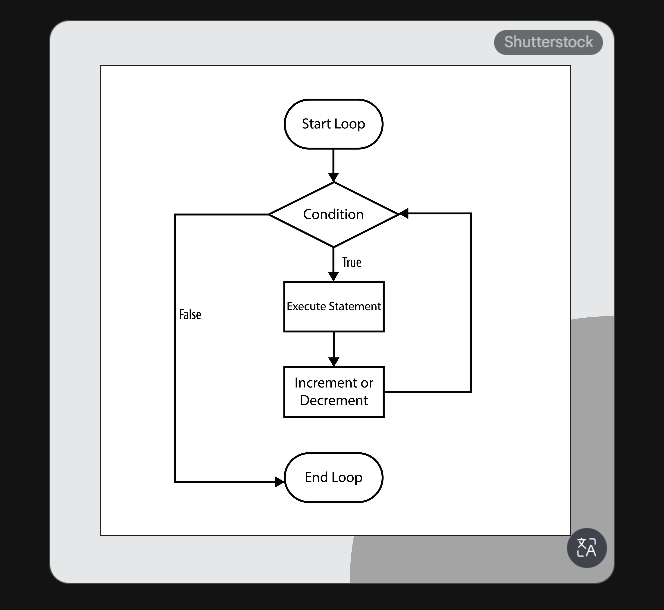 Shutterstock
Start Loop
Condition
True
Execute Statement
False
Increment or
Decrement
End Loop